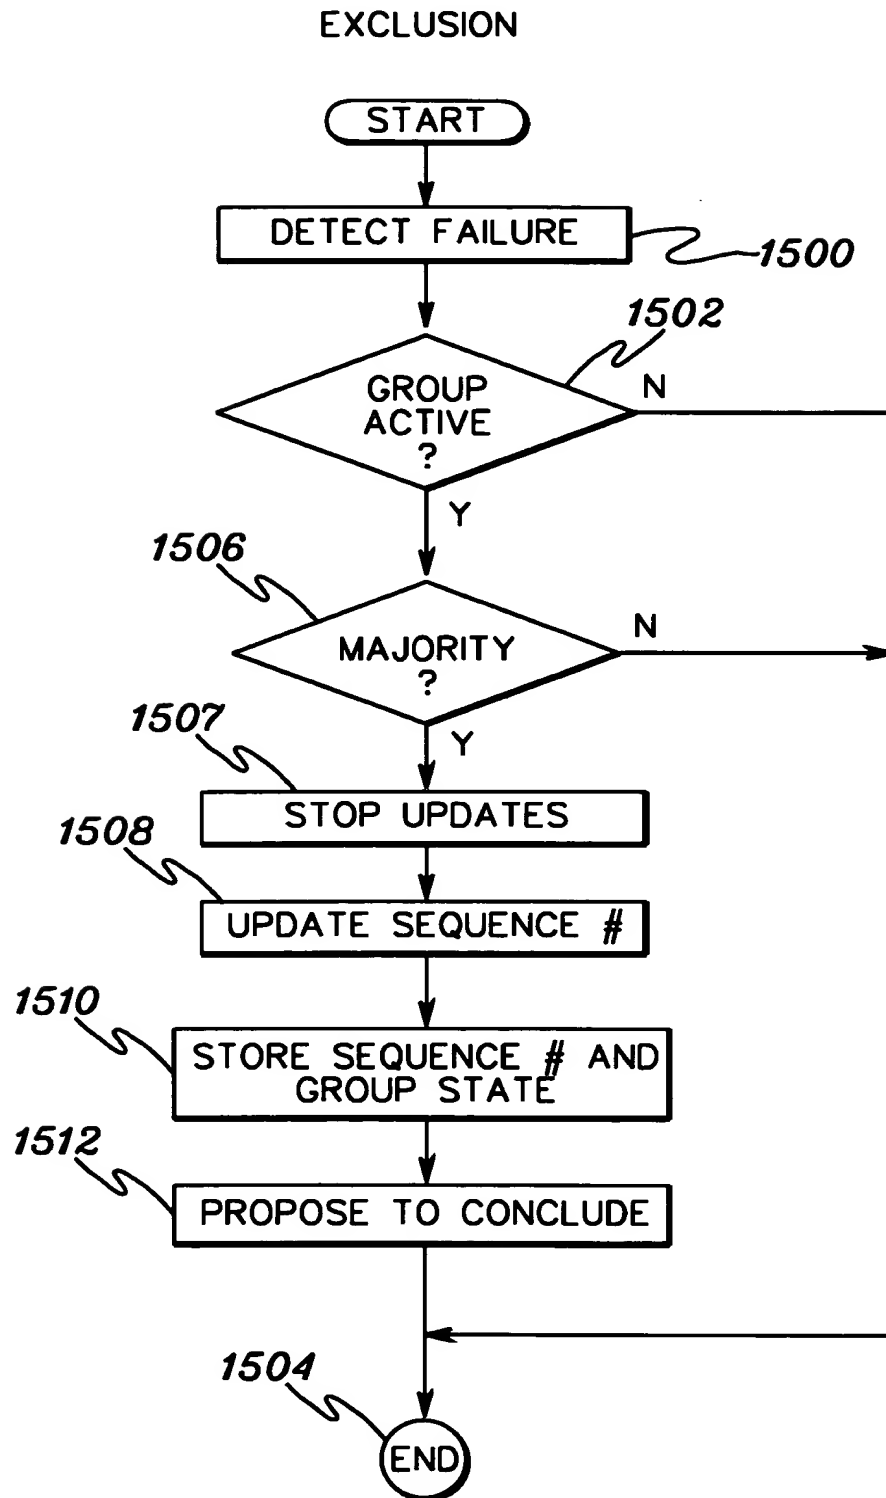 EXCLUSION
START
DETECT FAILURE
1500
1502
GROUP
ACTIVE
?
N
Y
1506
MAJORITY
?
N
Y
1507
STOP UPDATES
1508
UPDATE SEQUENCE #
1510
STORE SEQUENCE # AND
GROUP STATE
1512
PROPOSE TO CONCLUDE
1504
END